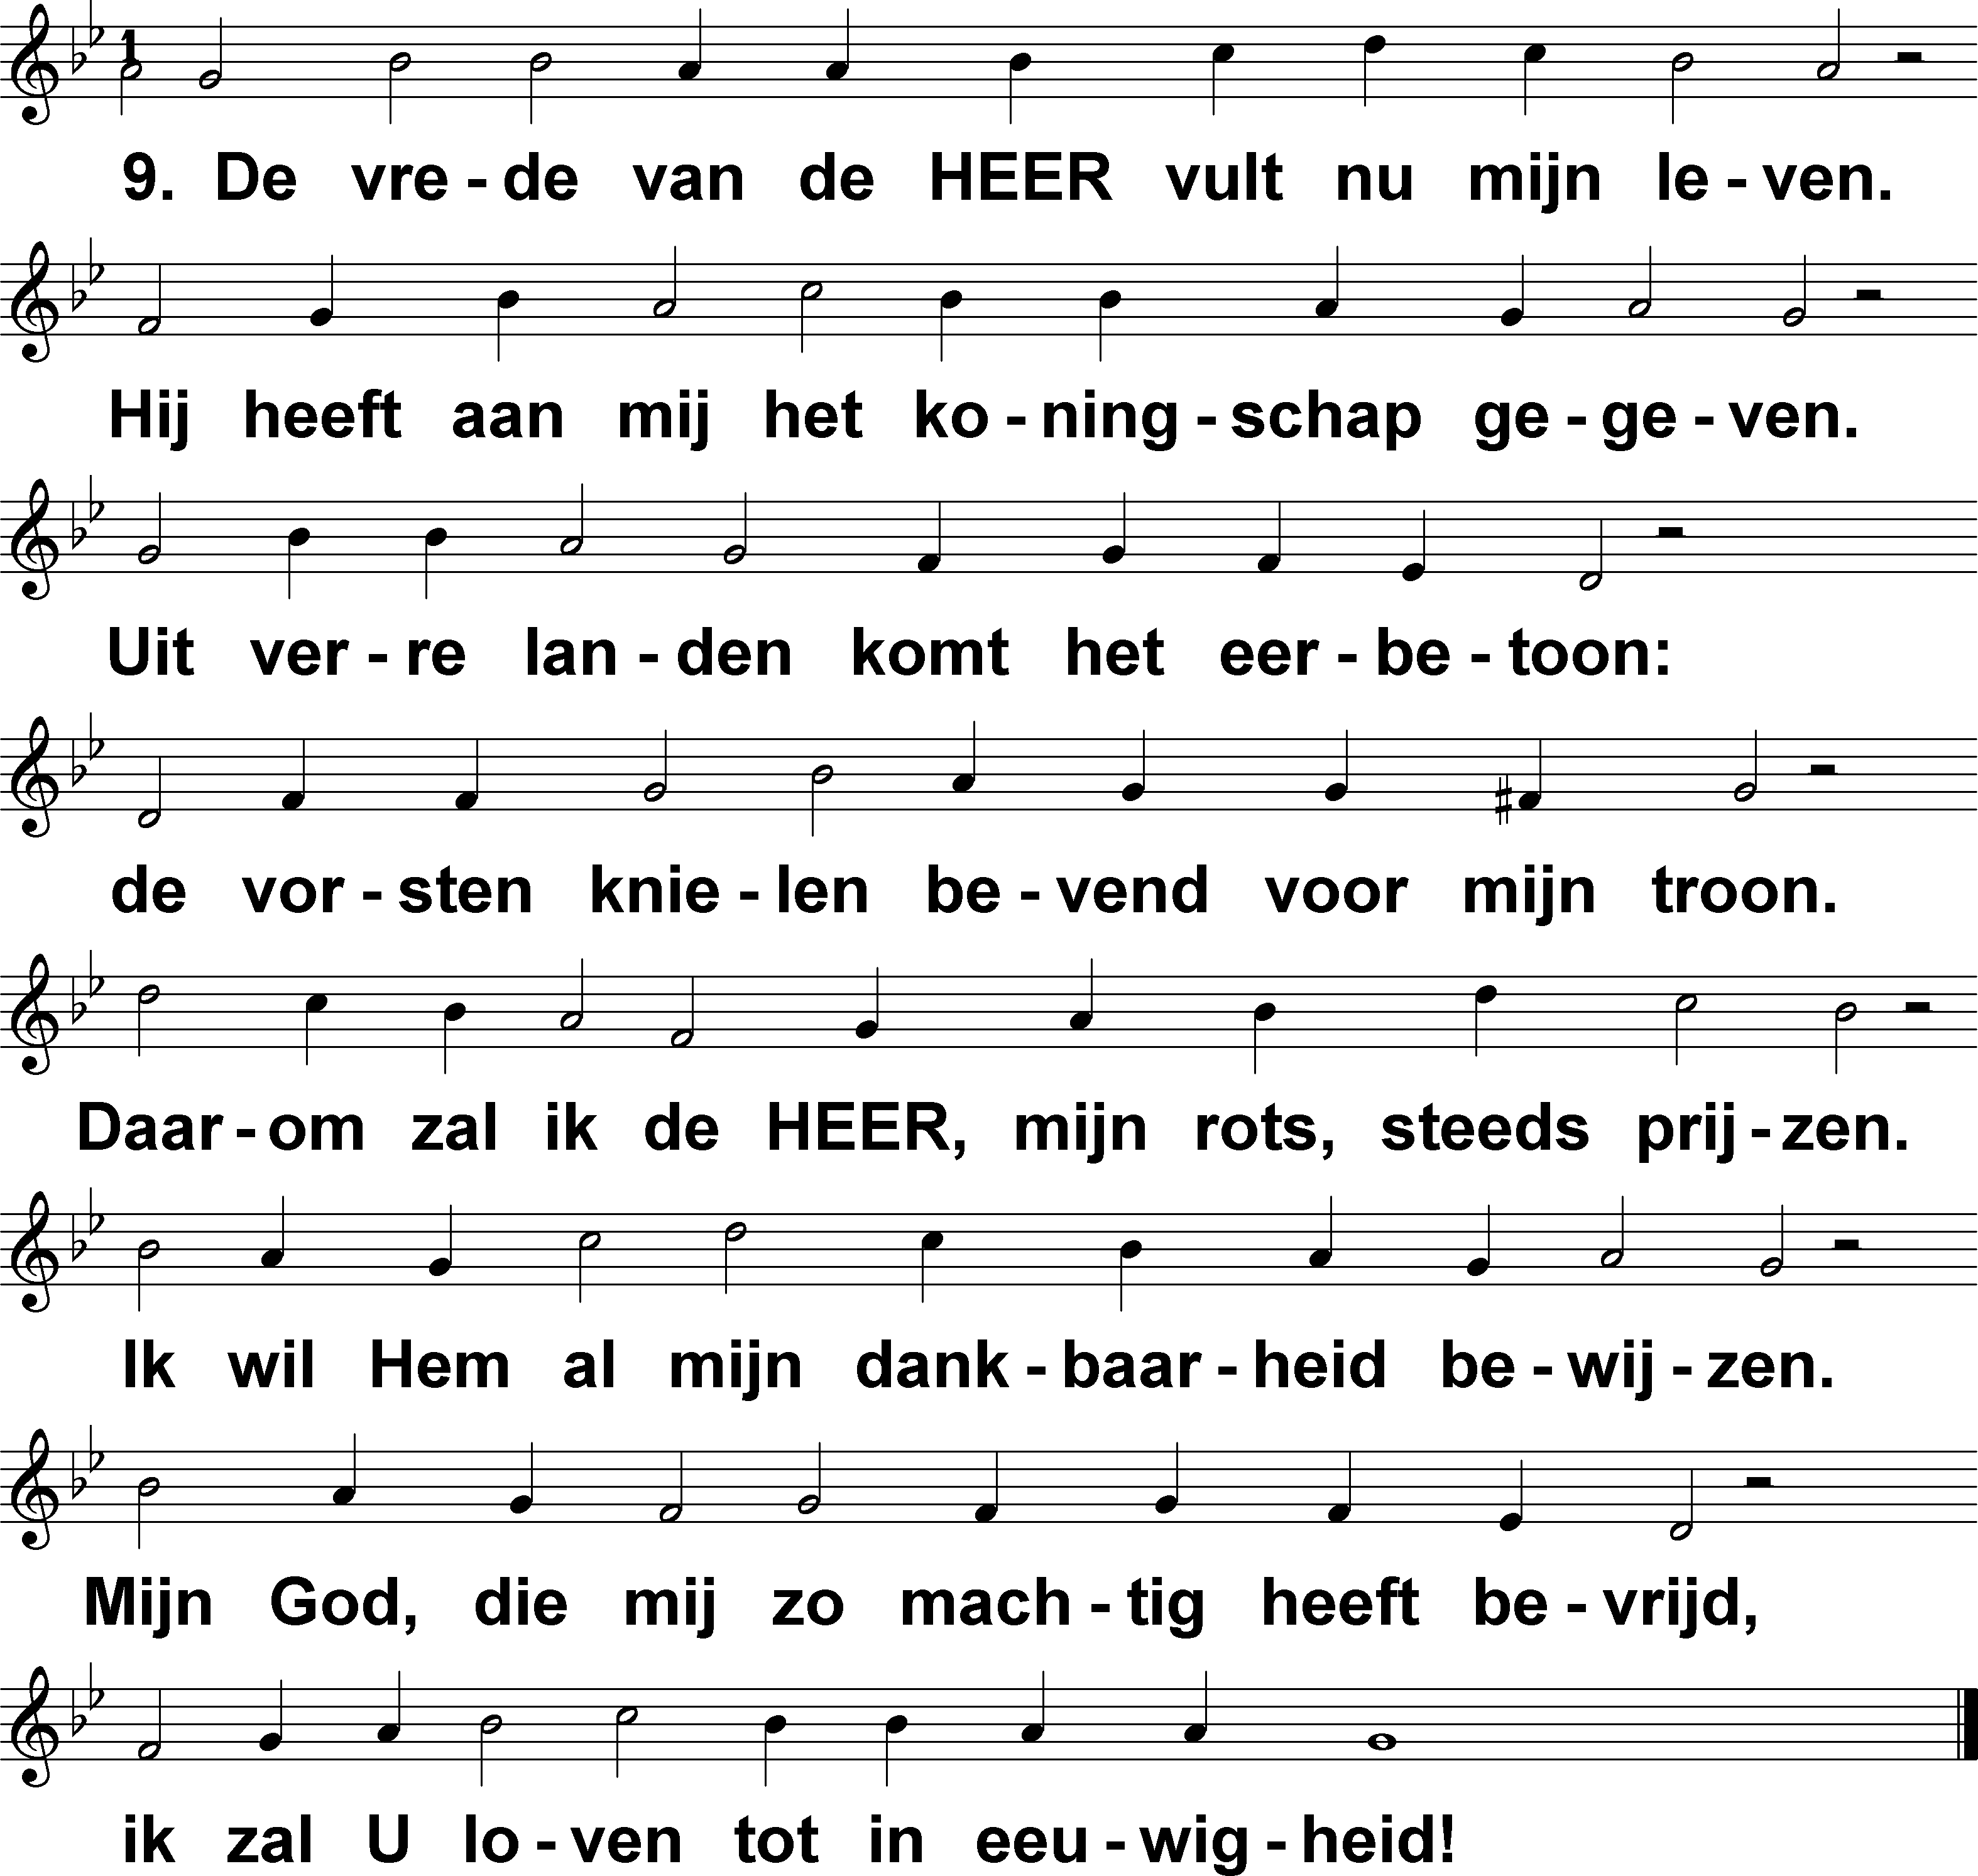 1
9. De vre - de van de HEER vult nu mijn le - ven.
Hij heeft aan mij het ko - ning - schap ge - ge - ven.
Uit ver - re lan - den komt het eer - be - toon:
de vor - sten knie - len be - vend voor mijn troon.
Daar - om zal ik de HEER, mijn rots, steeds prij - zen.
Ik wil Hem al mijn dank - baar - heid be - wij - zen.
Mijn God, die mij zo mach - tig heeft be - vrijd,
ik zal U lo - ven tot in eeu - wig - heid!